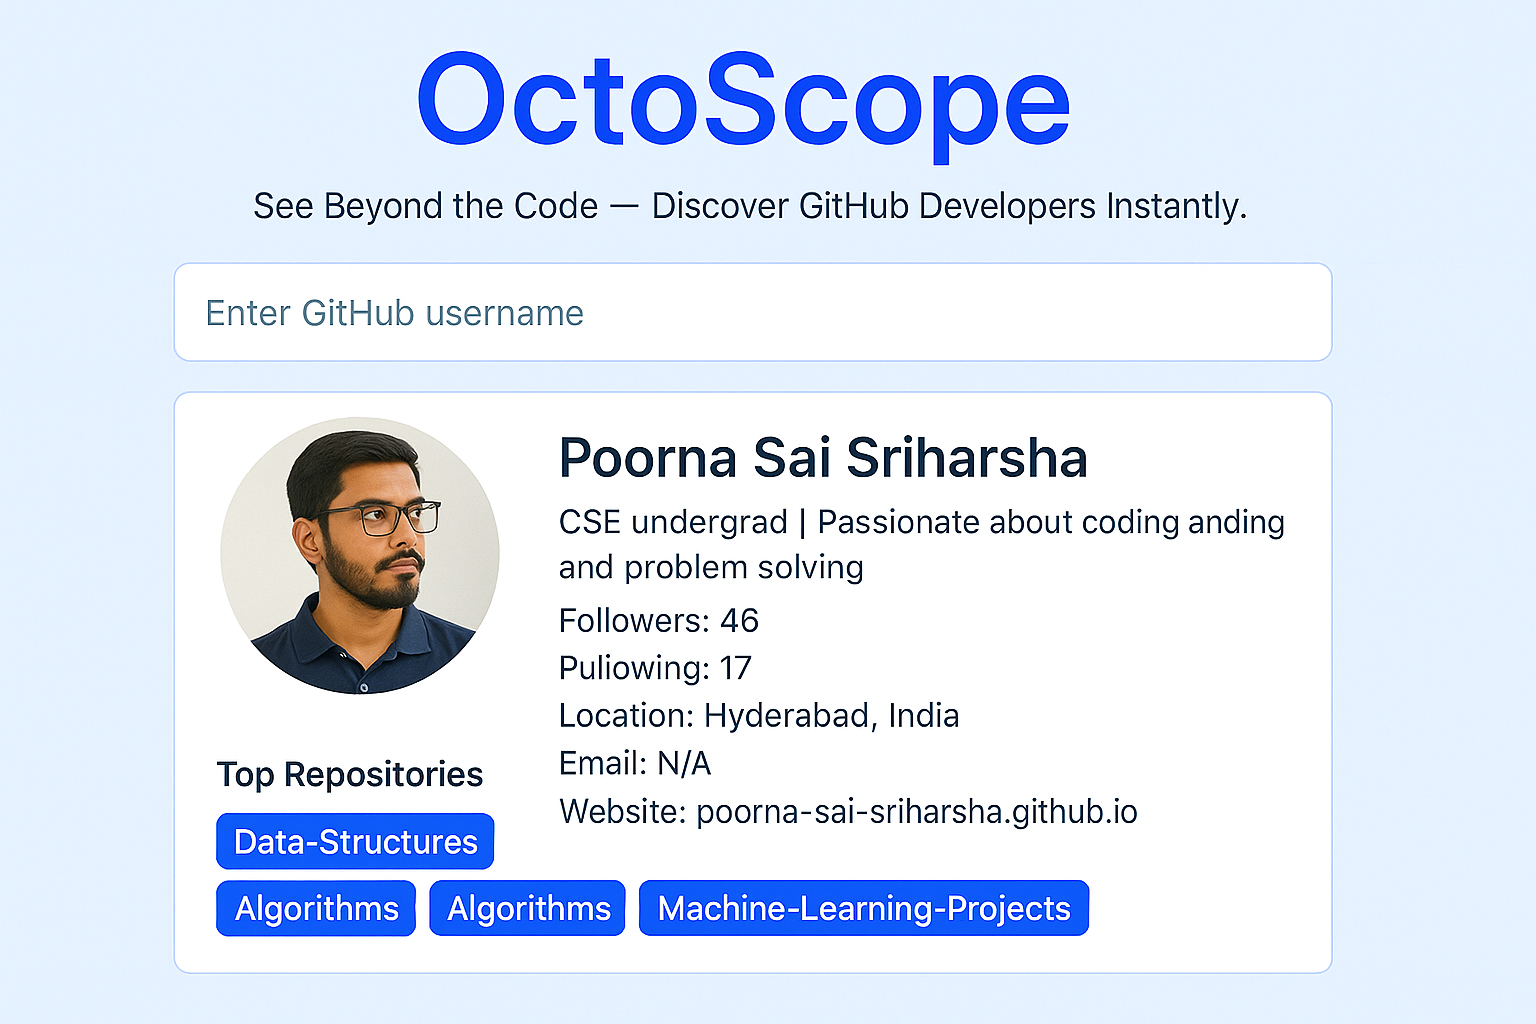 OctoScope
See Beyond the Code — Discover GitHub Developers Instantly.
Enter GitHub username
Poorna Sai Sriharsha
CSE undergrad | Passionate about coding anding
and problem solving
Followers: 46
Puliowing: 17
Location: Hyderabad, India
Email: N/A
Website: poorna-sai-sriharsha.github.io
Top Repositories
Data-Structures
Algorithms Algorithms Machine-Learning-Projects